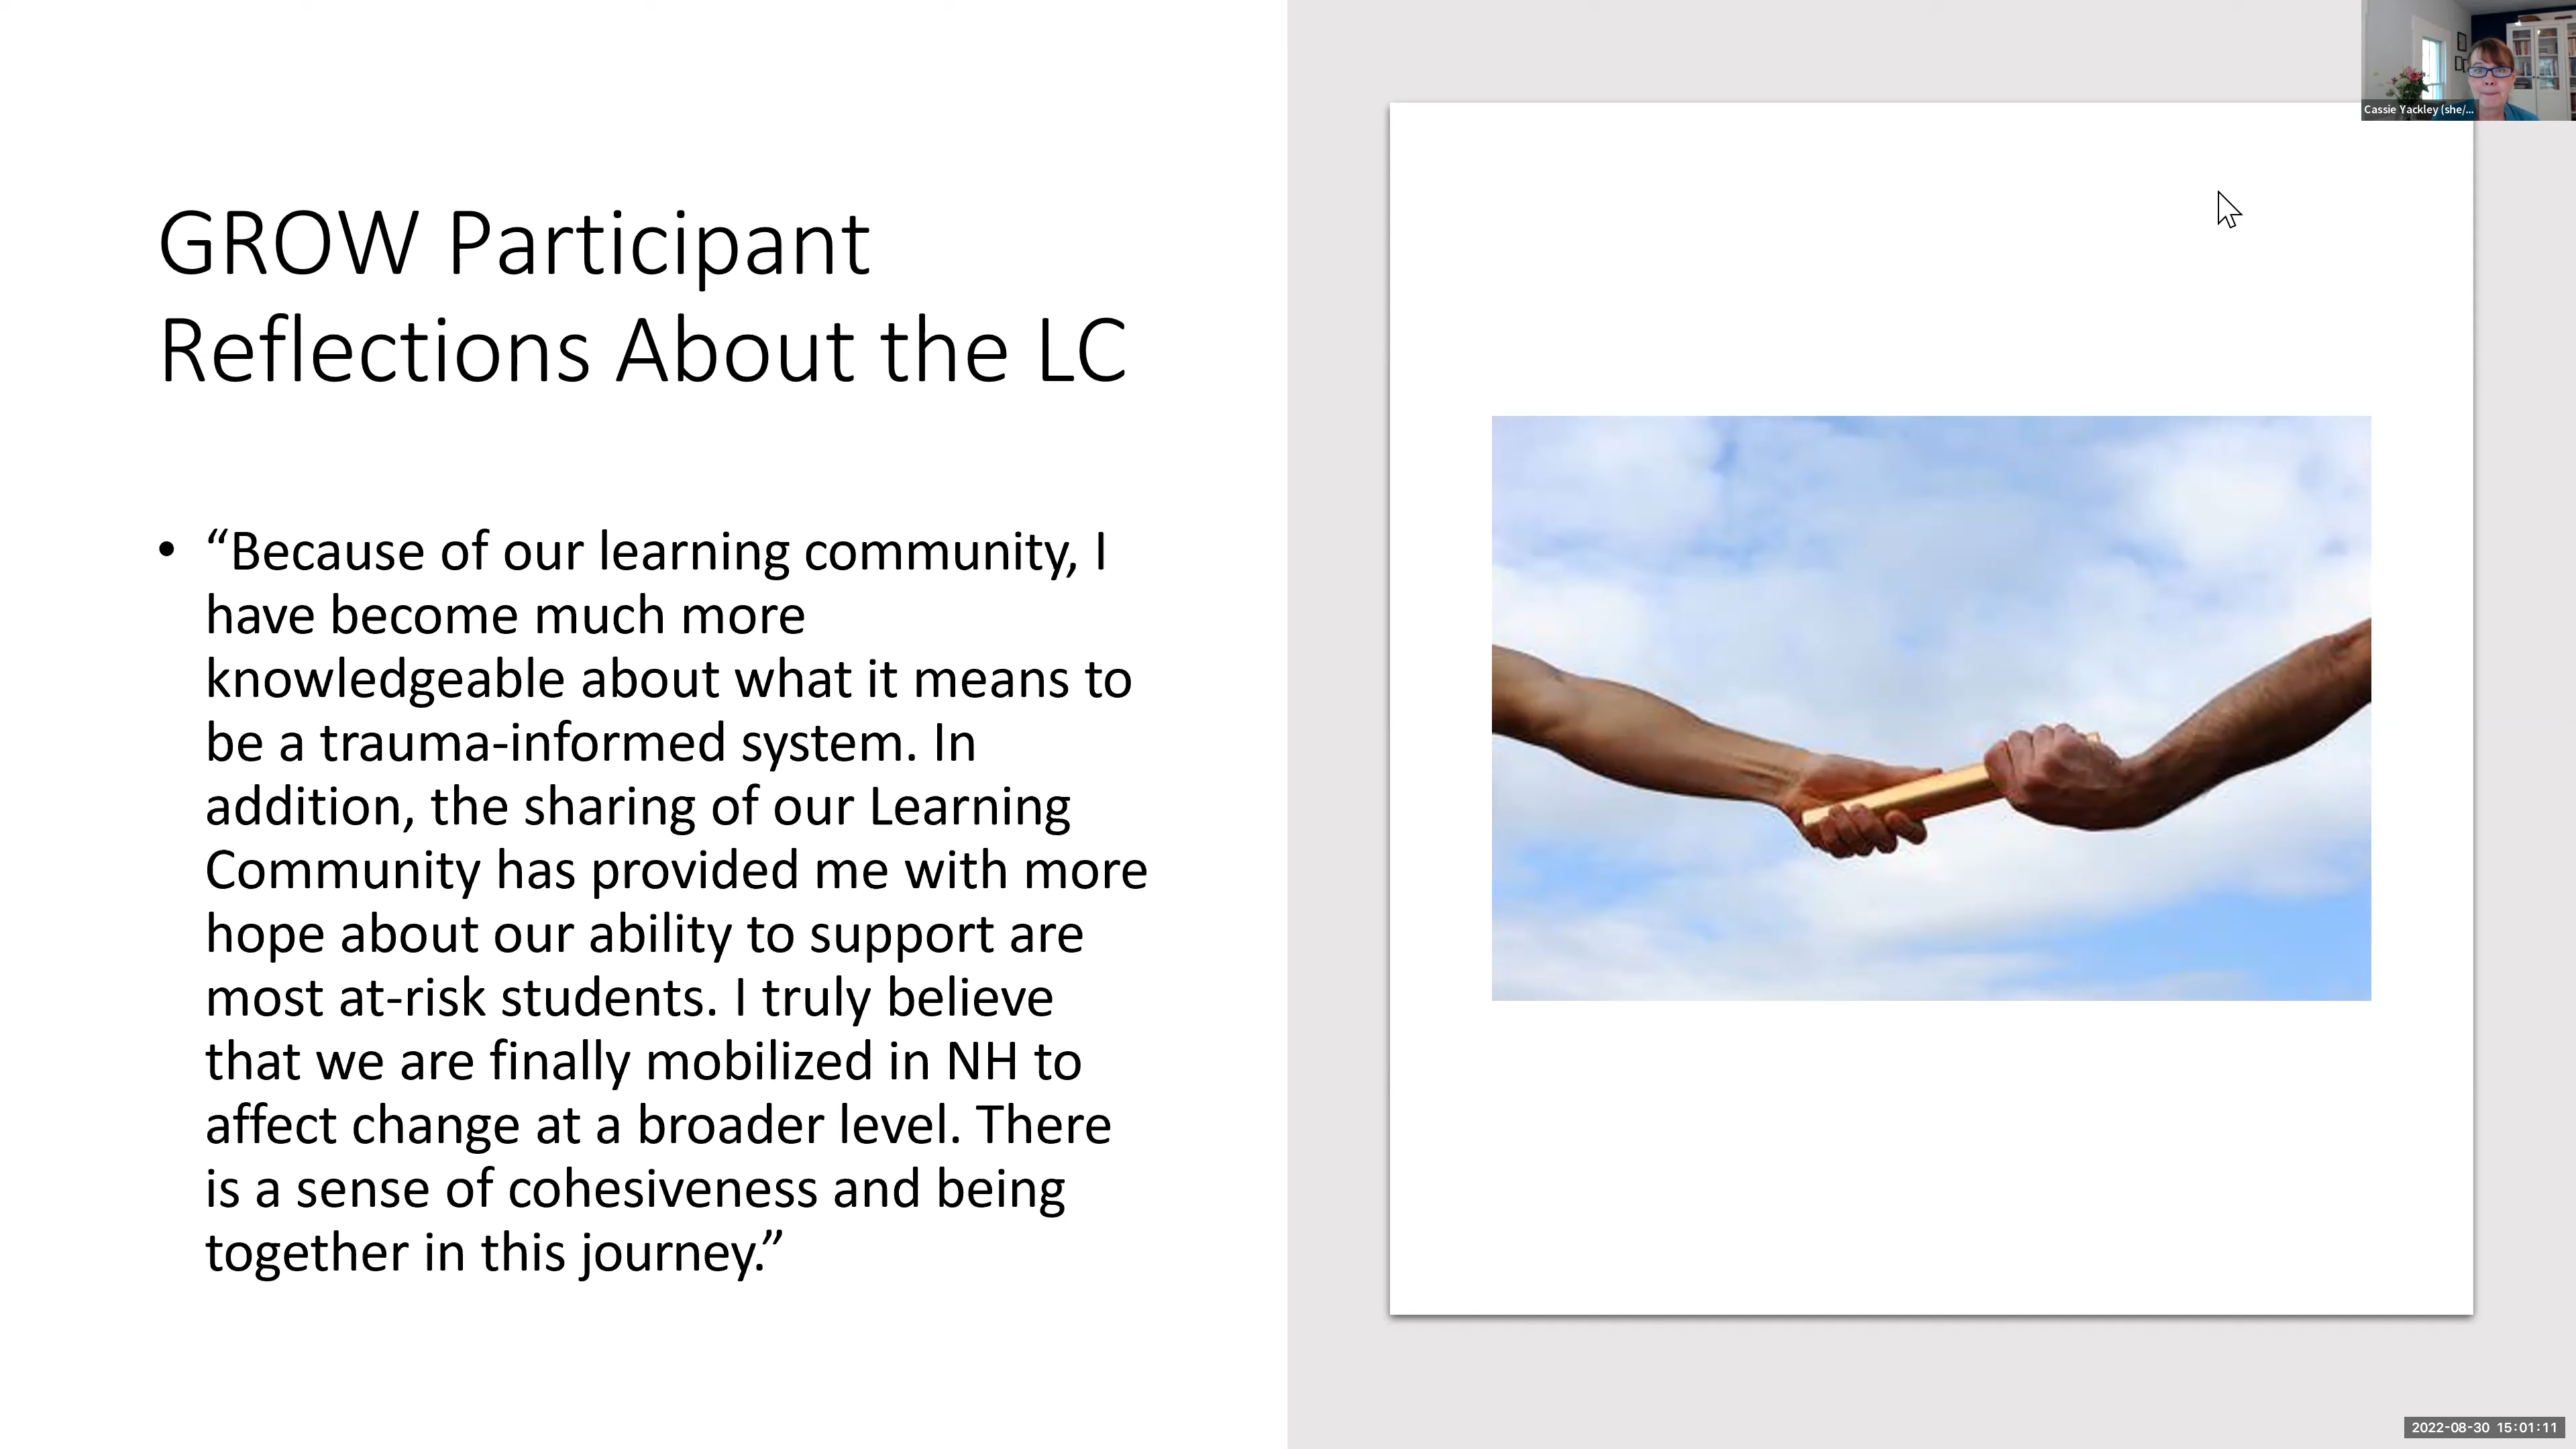 Cassie Yackley (she/...
GROW Participant
Reflections About the LC
• “Because of our learning community, I
have become much more
knowledgeable about what it means to
be a trauma-informed system. In
addition, the sharing of our Learning
Community has provided me with more
hope about our ability to support are
most at-risk students. I truly believe
that we are finally mobilized in NH to
affect change at a broader level. There
is a sense of cohesiveness and being
together in this journey.”
2022-08-30 15:01:11